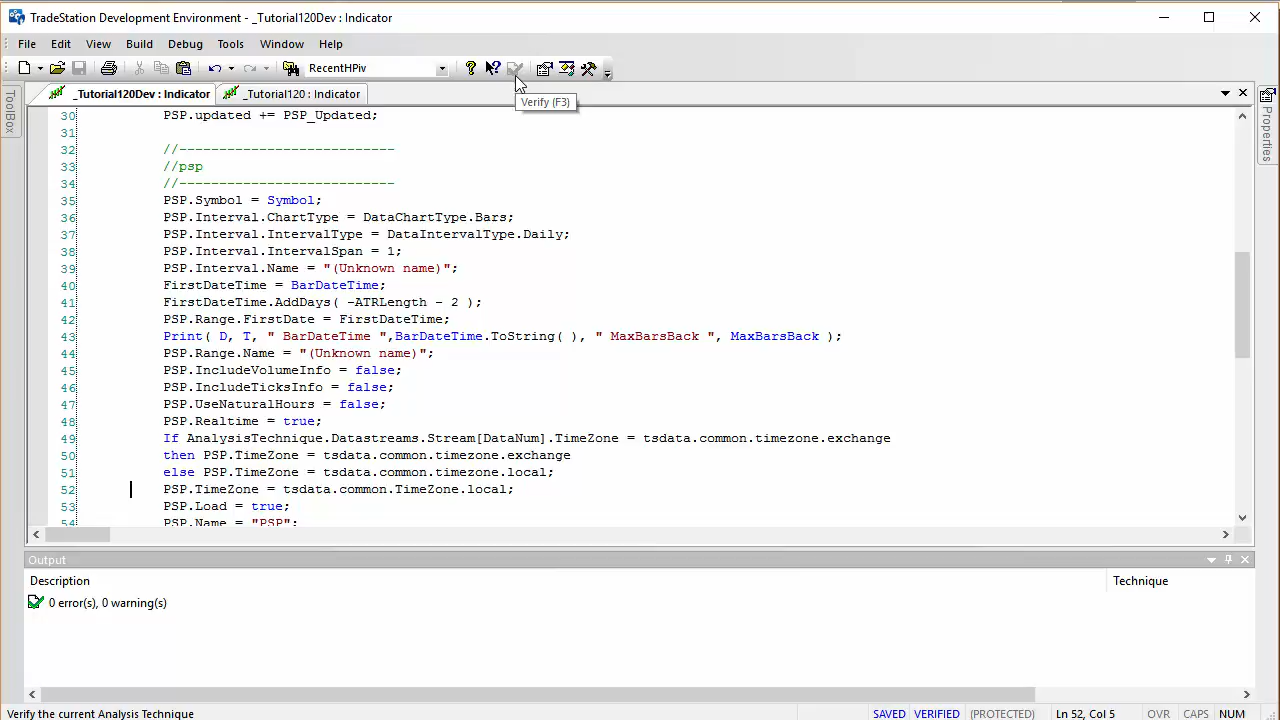 TradeStation Development Environment - _Tutorial120Dev : Indicator
File Edit View Build Debug Tools Window Help
RecentHPiv
_Tutorial120Dev : Indicator _Tutorial120 : Indicator
Verify (F3)
ToolBox
Properties
30 PSP.updated += PSP_Updated;
31
32 //---------------------------
33 //psp
34 //---------------------------
35 PSP.Symbol = Symbol;
36 PSP.Interval.ChartType = DataChartType.Bars;
37 PSP.Interval.IntervalType = DataIntervalType.Daily;
38 PSP.Interval.IntervalSpan = 1;
39 PSP.Interval.Name = "(Unknown name)";
40 FirstDateTime = BarDateTime;
41 FirstDateTime.AddDays( -ATRLength - 2 );
42 PSP.Range.FirstDate = FirstDateTime;
43 Print( D, T, " BarDateTime ",BarDateTime.ToString( ), " MaxBarsBack ", MaxBarsBack );
44 PSP.Range.Name = "(Unknown name)";
45 PSP.IncludeVolumeInfo = false;
46 PSP.IncludeTicksInfo = false;
47 PSP.UseNaturalHours = false;
48 PSP.Realtime = true;
49 If AnalysisTechnique.Datastreams.Stream[DataNum].TimeZone = tsdata.common.timezone.exchange
50 then PSP.TimeZone = tsdata.common.timezone.exchange
51 else PSP.TimeZone = tsdata.common.timezone.local;
52 PSP.TimeZone = tsdata.common.TimeZone.local;
53 PSP.Load = true;
54 PSP.Name = "PSP";
Output
Description Technique
0 error(s), 0 warning(s)
Verify the current Analysis Technique SAVED VERIFIED (PROTECTED) Ln 52, Col 5 OVR CAPS NUM